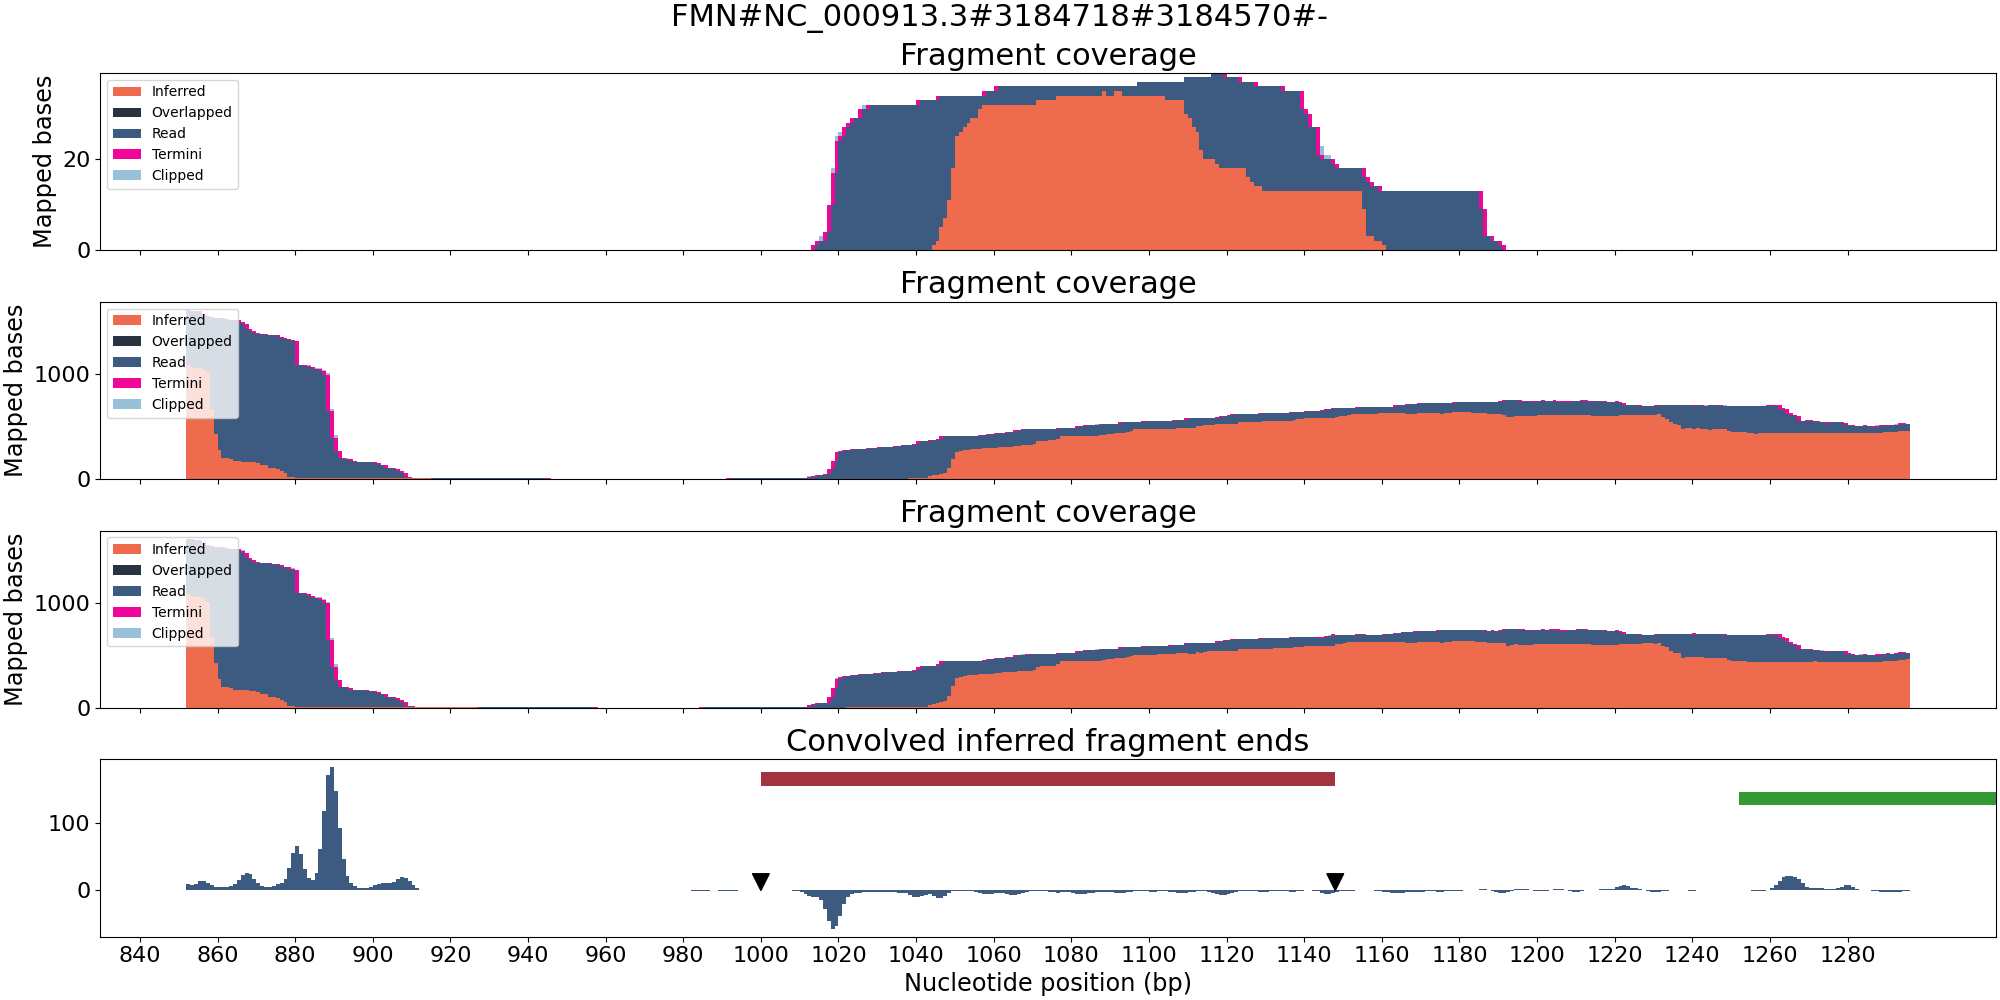 FMN#NC_000913.3#3184718#3184570#-
Fragment coverage
Mapped bases
20
0
Inferred
Overlapped
Read
Termini
Clipped
Fragment coverage
Mapped bases
1000
0
Inferred
Overlapped
Read
Termini
Clipped
Fragment coverage
Mapped bases
1000
0
Inferred
Overlapped
Read
Termini
Clipped
Convolved inferred fragment ends
100
0
840 860 880 900 920 940 960 980 1000 1020 1040 1060 1080 1100 1120 1140 1160 1180 1200 1220 1240 1260 1280
Nucleotide position (bp)